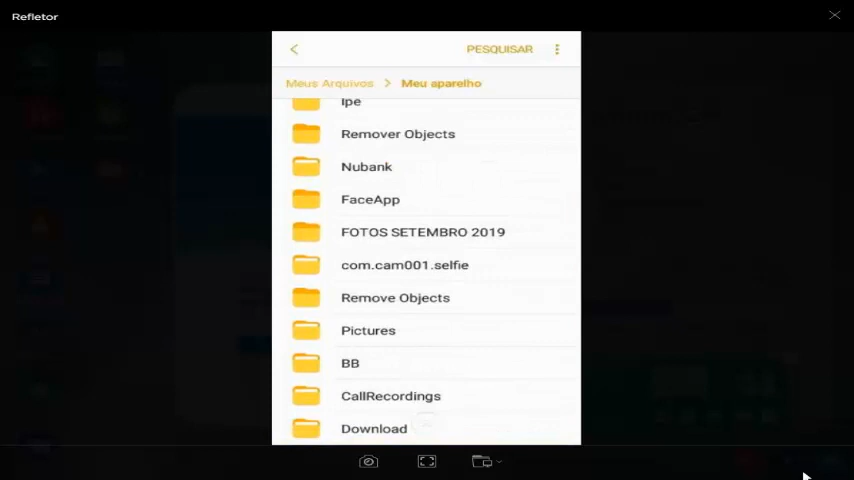 Refletor
PESQUISAR
Meus Arquivos > Meu aparelho
Ipe
Remover Objects
Nubank
FaceApp
FOTOS SETEMBRO 2019
com.cam001.selfie
Remove Objects
Pictures
BB
CallRecordings
Download